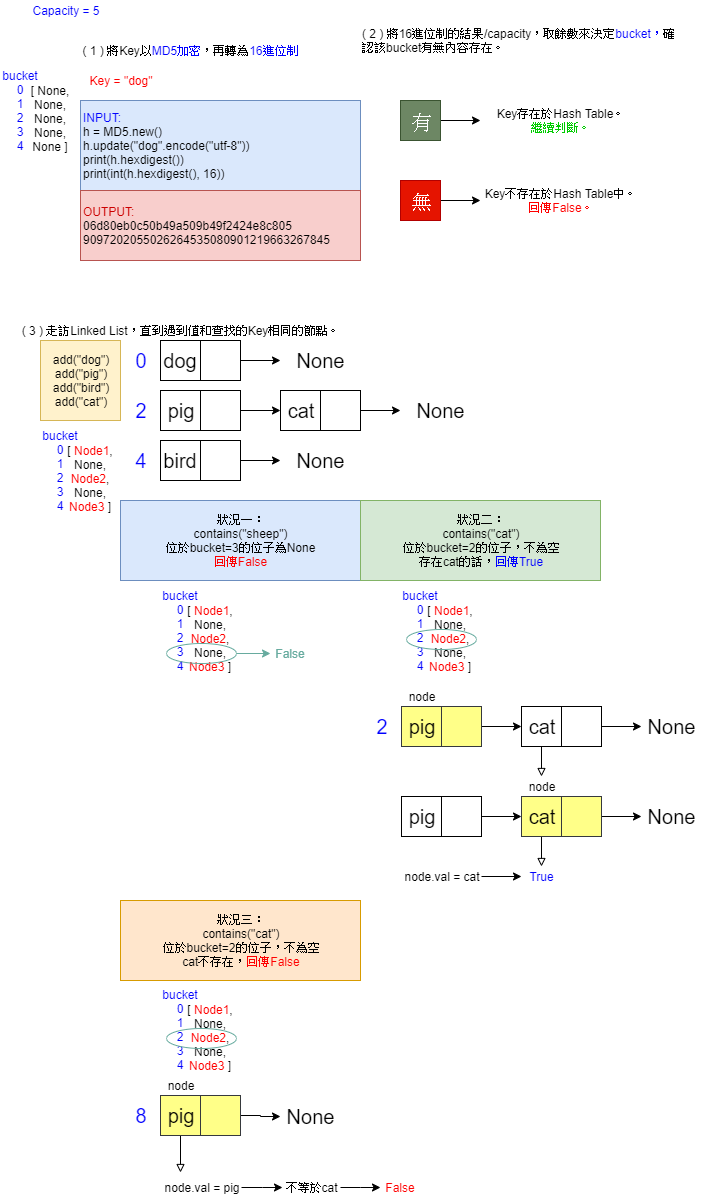 Capacity = 5
( 1 ) 將Key以MD5加密，再轉為16進位制
( 2 ) 將16進位制的結果/capacity，取餘數來決定bucket，確
認該bucket有無內容存在。
bucket
0 [ None,
1 None,
2 None,
3 None,
4 None ]
Key = "dog"
INPUT:
h = MD5.new()
h.update("dog".encode("utf-8"))
print(h.hexdigest())
print(int(h.hexdigest(), 16))
OUTPUT:
06d80eb0c50b49a509b49f2424e8c805
9097202055026264535080901219663267845
有
Key存在於Hash Table。
繼續判斷。
無
Key不存在於Hash Table中。
回傳False。
( 3 ) 走訪Linked List，直到遇到值和查找的Key相同的節點。
add("dog")
add("pig")
add("bird")
add("cat")
0 dog None
2 pig cat None
4 bird None
bucket
0 [ Node1,
1 None,
2 Node2,
3 None,
4 Node3 ]
狀況一：
contains("sheep")
位於bucket=3的位子為None
回傳False
狀況二：
contains("cat")
位於bucket=2的位子，不為空
存在cat的話，回傳True
bucket
0 [ Node1,
1 None,
2 Node2,
3 None, False
4 Node3 ]
bucket
0 [ Node1,
1 None,
2 Node2,
3 None,
4 Node3 ]
node
2 pig cat None
node
pig cat None
node.val = cat True
狀況三：
contains("cat")
位於bucket=2的位子，不為空
cat不存在，回傳False
bucket
0 [ Node1,
1 None,
2 Node2,
3 None,
4 Node3 ]
node
8 pig None
node.val = pig 不等於cat False